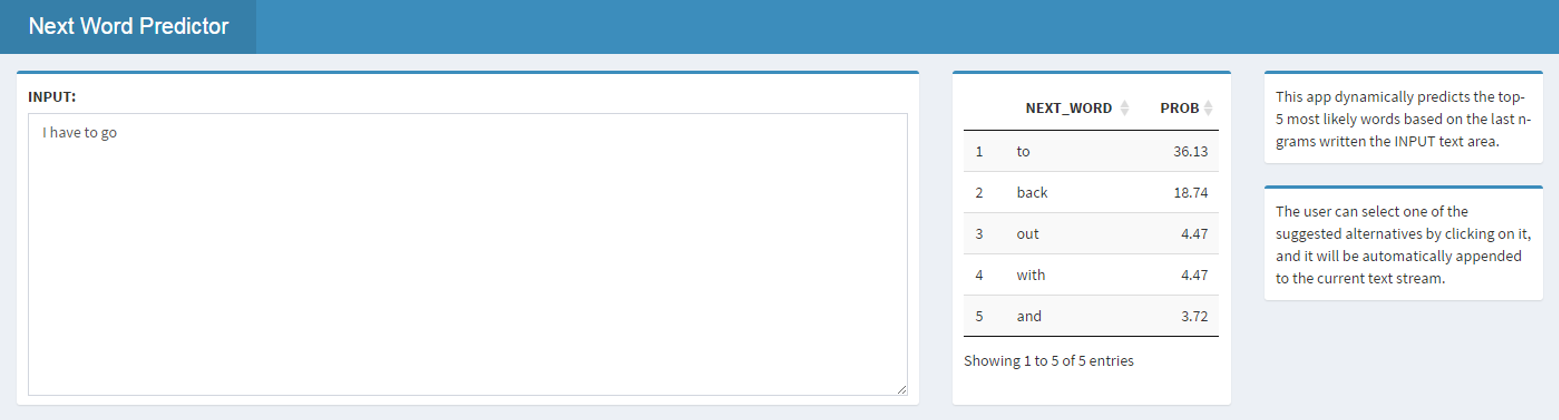 Next Word Predictor
INPUT:
I have to go
NEXT_WORD PROB
1 to 36.13
2 back 18.74
3 out 4.47
4 with 4.47
5 and 3.72
Showing 1 to 5 of 5 entries
This app dynamically predicts the top-
5 most likely words based on the last n-
grams written the INPUT text area.
The user can select one of the
suggested alternatives by clicking on it,
and it will be automatically appended
to the current text stream.